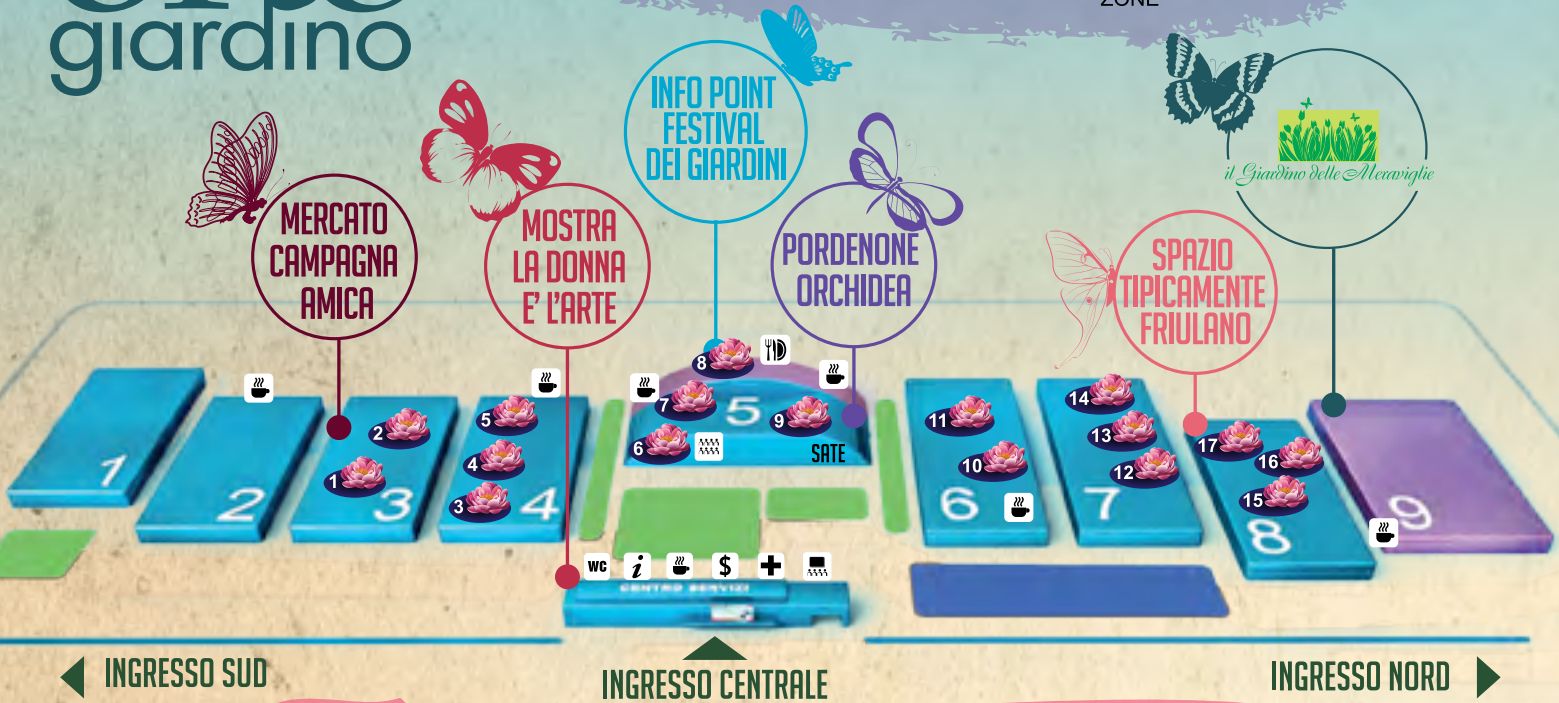 giardino
ZONE
INFO POINT
FESTIVAL
DEI GIARDINI
il Giardino delle Meraviglie
MERCATO
CAMPAGNA
AMICA
MOSTRA
LA DONNA
E' L'ARTE
PORDENONE
ORCHIDEA
SPAZIO
TIPICAMENTE
FRIULANO
1
2
1
2
3
5
4
3
4
8
7
5
9
6
SATE
11
10
6
14
13
12
7
17
16
15
8
9
WC
i
$
CENTRO SERVIZI
INGRESSO SUD
INGRESSO CENTRALE
INGRESSO NORD